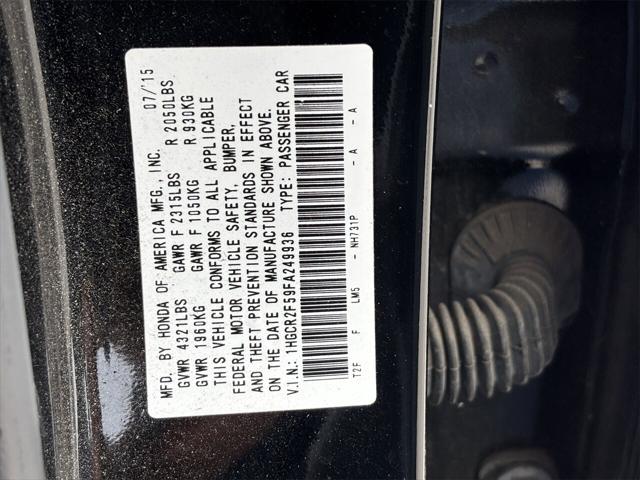 MFD. BY HONDA OF AMERICA MFG., INC. 07/'15
GVWR 4321LBS GAWR F 2315LBS R 2050LBS
GVWR 1960KG GAWR F 1050KG R 930KG
THIS VEHICLE CONFORMS TO ALL APPLICABLE
FEDERAL MOTOR VEHICLE SAFETY, BUMPER,
AND THEFT PREVENTION STANDARDS IN EFFECT
ON THE DATE OF MANUFACTURE SHOWN ABOVE.
V.I.N.: 1HGCR2F59FA249936 TYPE: PASSENGER CAR
T2F F LM5 - NH731P - A - A